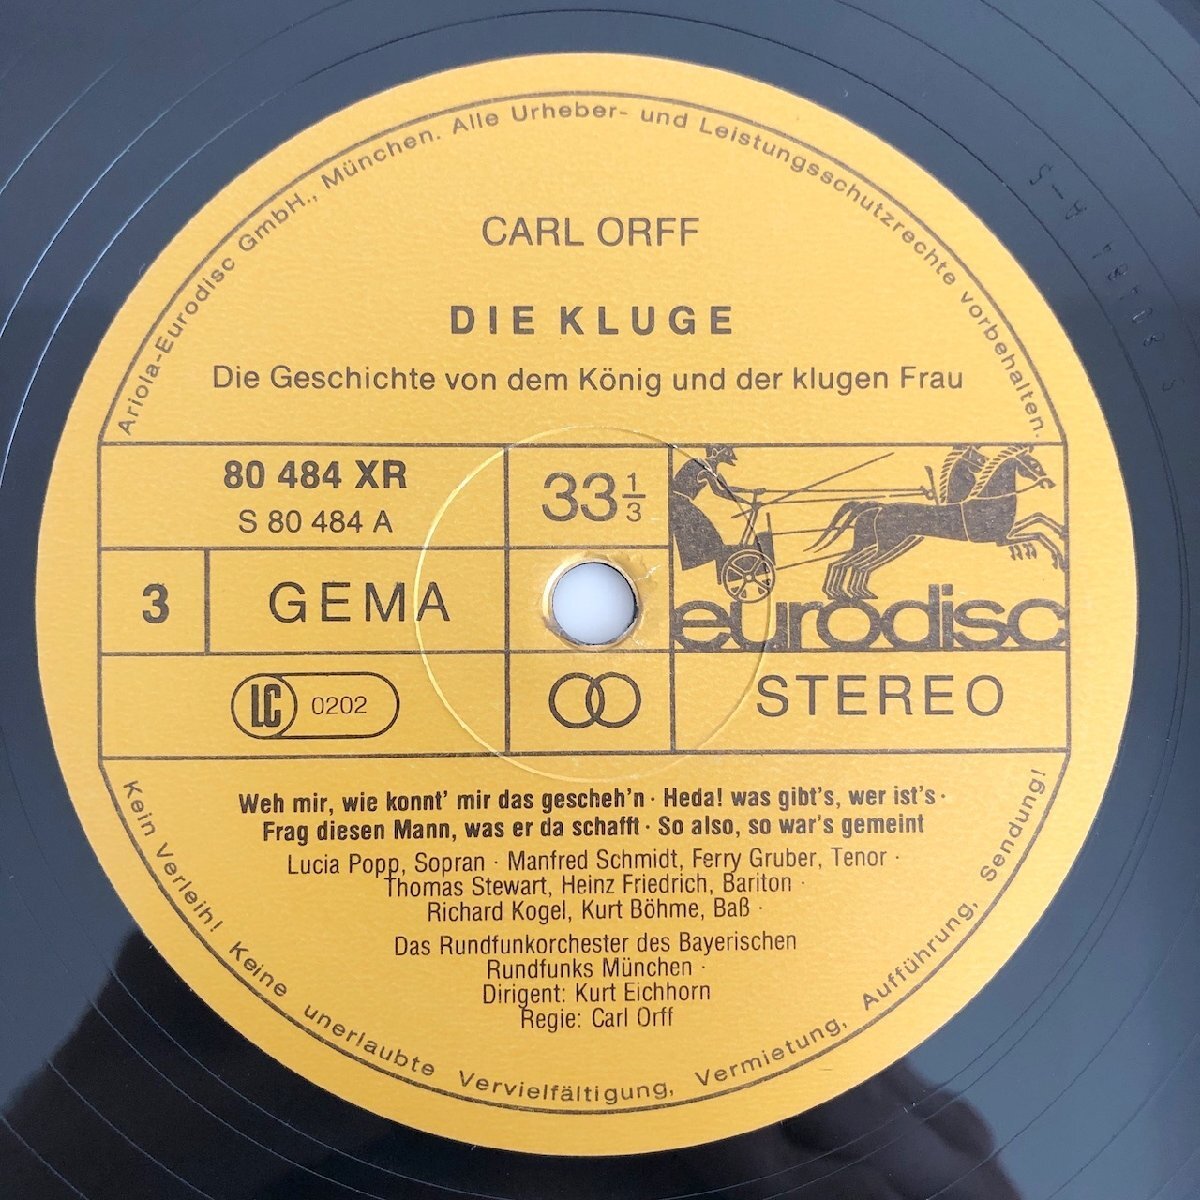 Ariola-Eurodisc GmbH., München. Alle Urheber- und Leistungsschutzrechte vorbehalten.
CARL ORFF
DIE KLUGE
Die Geschichte von dem König und der klugen Frau
80 484 XR
S 80 484 A
33 1/3
3
GEMA
eurodisc
LC 0202
STEREO
Weh mir, wie konnt' mir das gescheh'n · Heda! was gibt's, wer ist's ·
Frag diesen Mann, was er da schafft · So also, so war's gemeint
Lucia Popp, Sopran · Manfred Schmidt, Ferry Gruber, Tenor ·
Thomas Stewart, Heinz Friedrich, Bariton ·
Richard Kogel, Kurt Böhme, Baß ·
Das Rundfunkorchester des Bayerischen
Rundfunks München ·
Dirigent: Kurt Eichhorn
Regie: Carl Orff
Kein Verleih! Keine unerlaubte Vervielfältigung, Vermietung, Aufführung, Sendung!